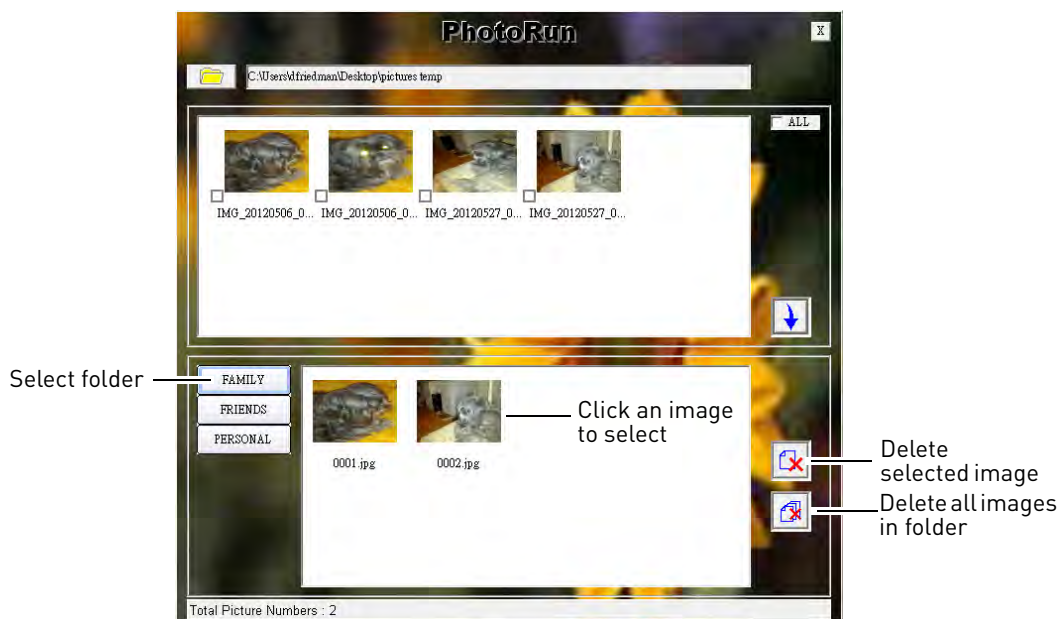 PhotoRun
X
C:\Users\dfriedman\Desktop\pictures temp
ALL
IMG_20120506_0... IMG_20120506_0... IMG_20120527_0... IMG_20120527_0...
Select folder
FAMILY
FRIENDS
PERSONAL
Click an image
to select
0001.jpg 0002.jpg
Delete
selected image
Delete all images
in folder
Total Picture Numbers : 2